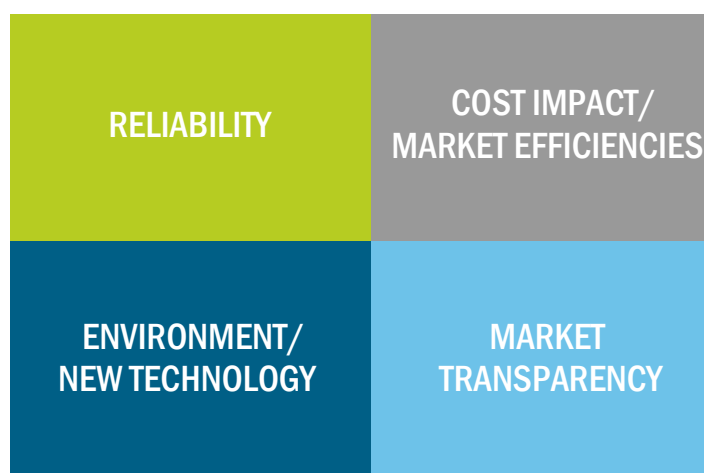 RELIABILITY
COST IMPACT/
MARKET EFFICIENCIES
ENVIRONMENT/
NEW TECHNOLOGY
MARKET
TRANSPARENCY